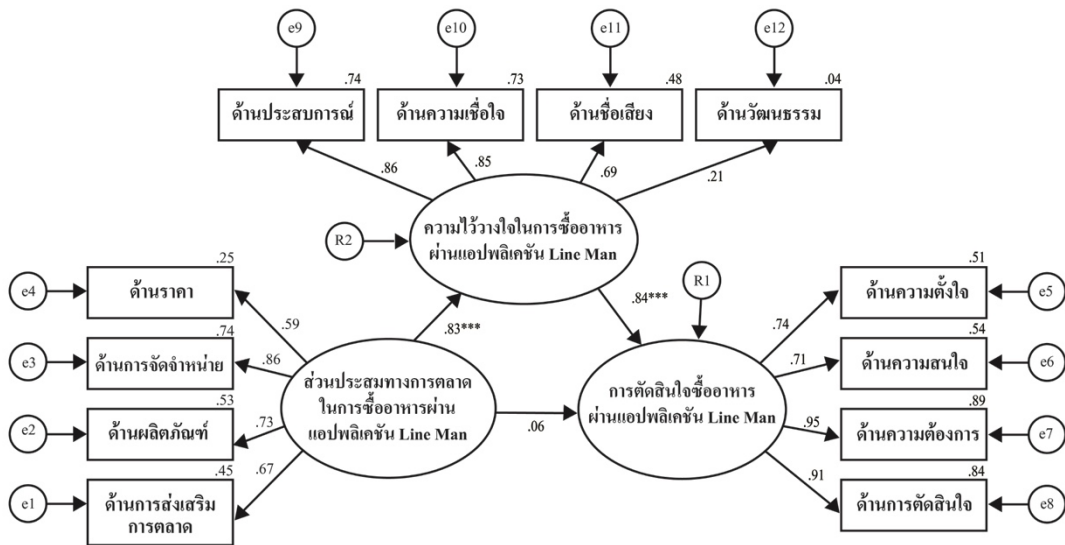 e9
e10
e11
e12
.74
.73
.48
.04
ด้านประสบการณ์
ด้านความเชื่อใจ
ด้านชื่อเสียง
ด้านวัฒนธรรม
.86
.85
.69
.21
ความไว้วางใจในการซื้ออาหาร
ผ่านแอปพลิเคชัน Line Man
R2
R1
.25
e4
ด้านราคา
.59
.74
e3
ด้านการจัดจำหน่าย
.86
.53
e2
ด้านผลิตภัณฑ์
.73
.45
e1
ด้านการส่งเสริม
การตลาด
.67
.83***
.84***
ส่วนประสมทางการตลาด
ในการซื้ออาหารผ่าน
แอปพลิเคชัน Line Man
.06
การตัดสินใจซื้ออาหาร
ผ่านแอปพลิเคชัน Line Man
.51
ด้านความตั้งใจ
e5
.74
.54
ด้านความสนใจ
e6
.71
.89
ด้านความต้องการ
e7
.95
.84
ด้านการตัดสินใจ
e8
.91